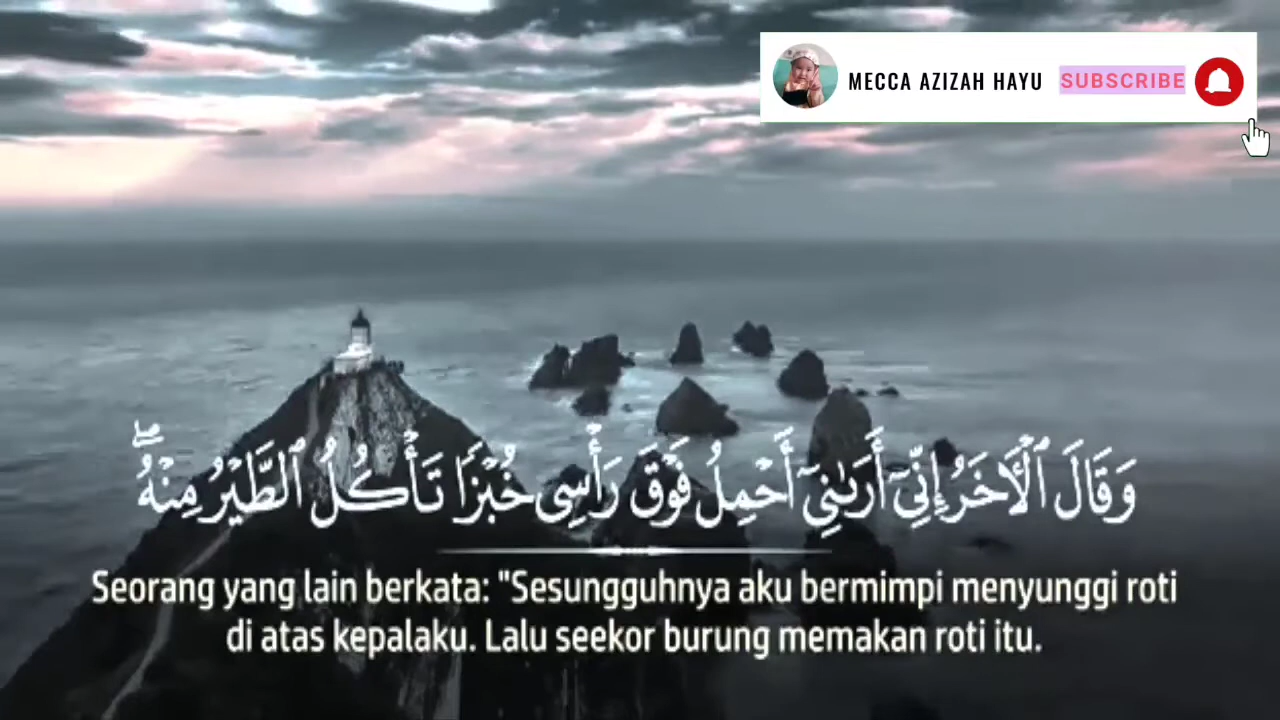 MECCA AZIZAH HAYU SUBSCRIBE
وَقَالَ ٱلْأَخَرُ إِنِّىٓ أَرَىٰنِىٓ أَحْمِلُ فَوْقَ رَأْسِى خُبْزًا تَأْكُلُ ٱلطَّيْرُ مِنْهُ ۖ
Seorang yang lain berkata: "Sesungguhnya aku bermimpi menyunggi roti
di atas kepalaku. Lalu seekor burung memakan roti itu.